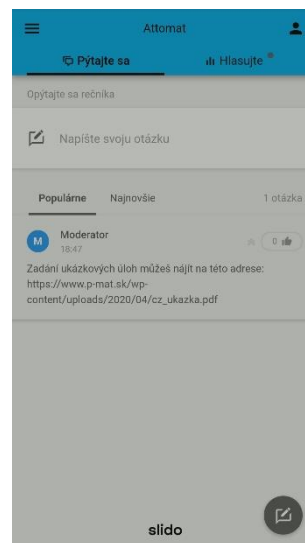 Attomat
Pýtajte sa
Hlasujte
Opýtajte sa rečníka
Napíšte svoju otázku
Populárne Najnovšie 1 otázka
M Moderator
18:47
0
Zadání ukázkových úloh můžeš nájít na této adrese:
https://www.p-mat.sk/wp-
content/uploads/2020/04/cz_ukazka.pdf
slido